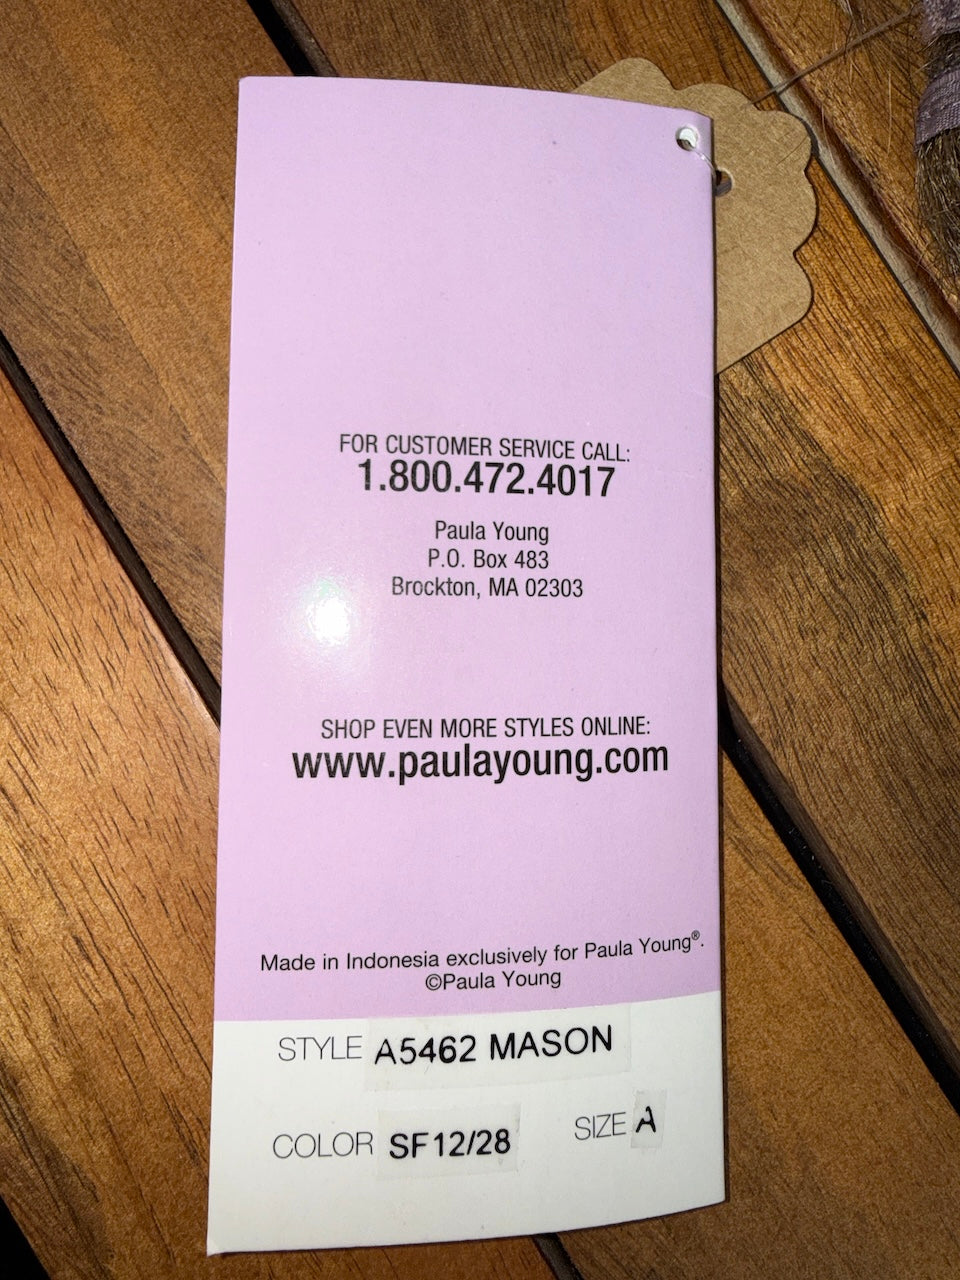 FOR CUSTOMER SERVICE CALL:
1.800.472.4017
Paula Young
P.O. Box 483
Brockton, MA 02303
SHOP EVEN MORE STYLES ONLINE:
www.paulayoung.com
Made in Indonesia exclusively for Paula Young®.
©Paula Young
STYLE A5462 MASON
COLOR SF12/28 SIZE A